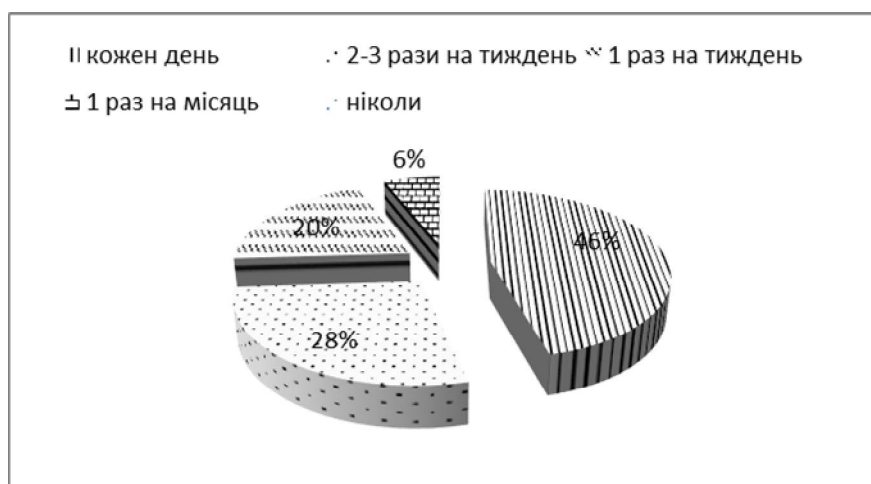 кожен день 2-3 рази на тиждень 1 раз на тиждень
1 раз на місяць ніколи
6%
20%
46%
28%